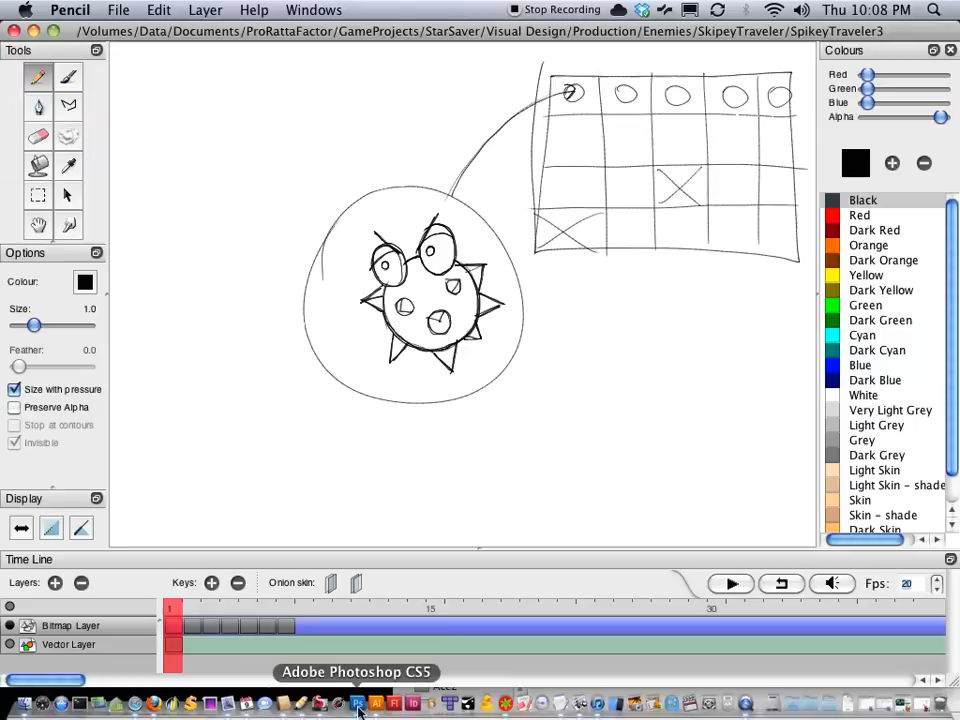 Pencil File Edit Layer Help Windows Stop Recording Thu 10:08 PM
/Volumes/Data/Documents/ProRattaFactor/GameProjects/StarSaver/Visual Design/Production/Enemies/SkipeyTraveler/SpikeyTraveler3
Tools
Options
Colour:
Size: 1.0
Feather: 0.0
Size with pressure
Preserve Alpha
Stop at contours
Invisible
Display
Colours
Red
Green
Blue
Alpha
Black
Red
Dark Red
Orange
Dark Orange
Yellow
Dark Yellow
Green
Dark Green
Cyan
Dark Cyan
Blue
Dark Blue
White
Very Light Grey
Light Grey
Grey
Dark Grey
Light Skin
Light Skin - shade
Skin
Skin - shade
Dark Skin
Time Line
Layers: Keys: Onion skin: Fps: 20
1 15 30
Bitmap Layer
Vector Layer
Adobe Photoshop CS5
Ps Ai Fl Id